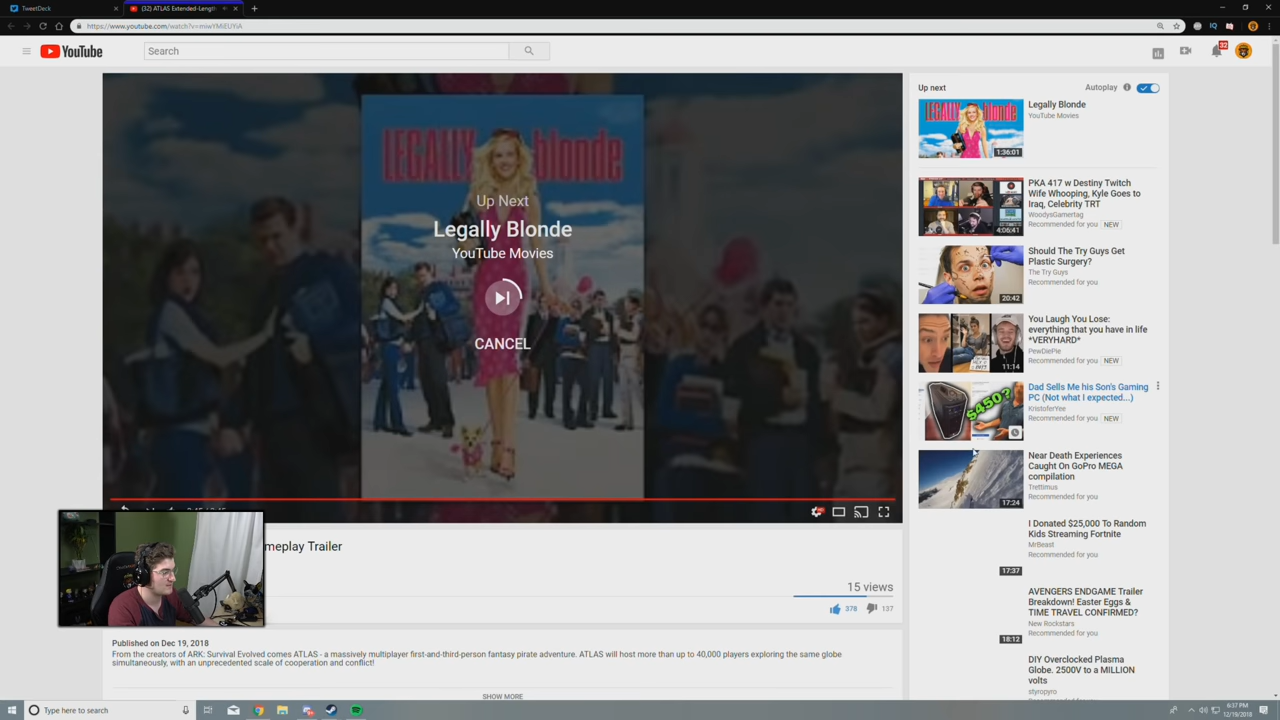 TweetDeck
(32) ATLAS Extended-Length
https://www.youtube.com/watch?v=
YouTube
Search
32
LEGALLY blonde
Up Next
Legally Blonde
YouTube Movies
CANCEL
meplay Trailer
15 views
378
137
Published on Dec 19, 2018
From the creators of ARK: Survival Evolved comes ATLAS - a massively multiplayer first-and-third-person fantasy pirate adventure. ATLAS will host more than up to 40,000 players exploring the same globe
simultaneously, with an unprecedented scale of cooperation and conflict!
SHOW MORE
Up next
Autoplay
LEGALLY blonde
1:36:01
Legally Blonde
YouTube Movies
4:06:41
PKA 417 w Destiny Twitch
Wife Whooping, Kyle Goes to
Iraq, Celebrity TRT
WoodysGamertag
Recommended for you NEW
20:42
Should The Try Guys Get
Plastic Surgery?
The Try Guys
Recommended for you
11:14
You Laugh You Lose:
everything that you have in life
*VERYHARD*
PewDiePie
Recommended for you NEW
$450?
Dad Sells Me his Son's Gaming
PC (Not what I expected...)
KristoferYee
Recommended for you NEW
17:24
Near Death Experiences
Caught On GoPro MEGA
compilation
Trettimus
Recommended for you
17:37
I Donated $25,000 To Random
Kids Streaming Fortnite
MrBeast
Recommended for you
18:12
AVENGERS ENDGAME Trailer
Breakdown! Easter Eggs &
TIME TRAVEL CONFIRMED?
New Rockstars
Recommended for you
DIY Overclocked Plasma
Globe. 2500V to a MILLION
volts
styropyro
Type here to search
6:37 PM
12/19/2018